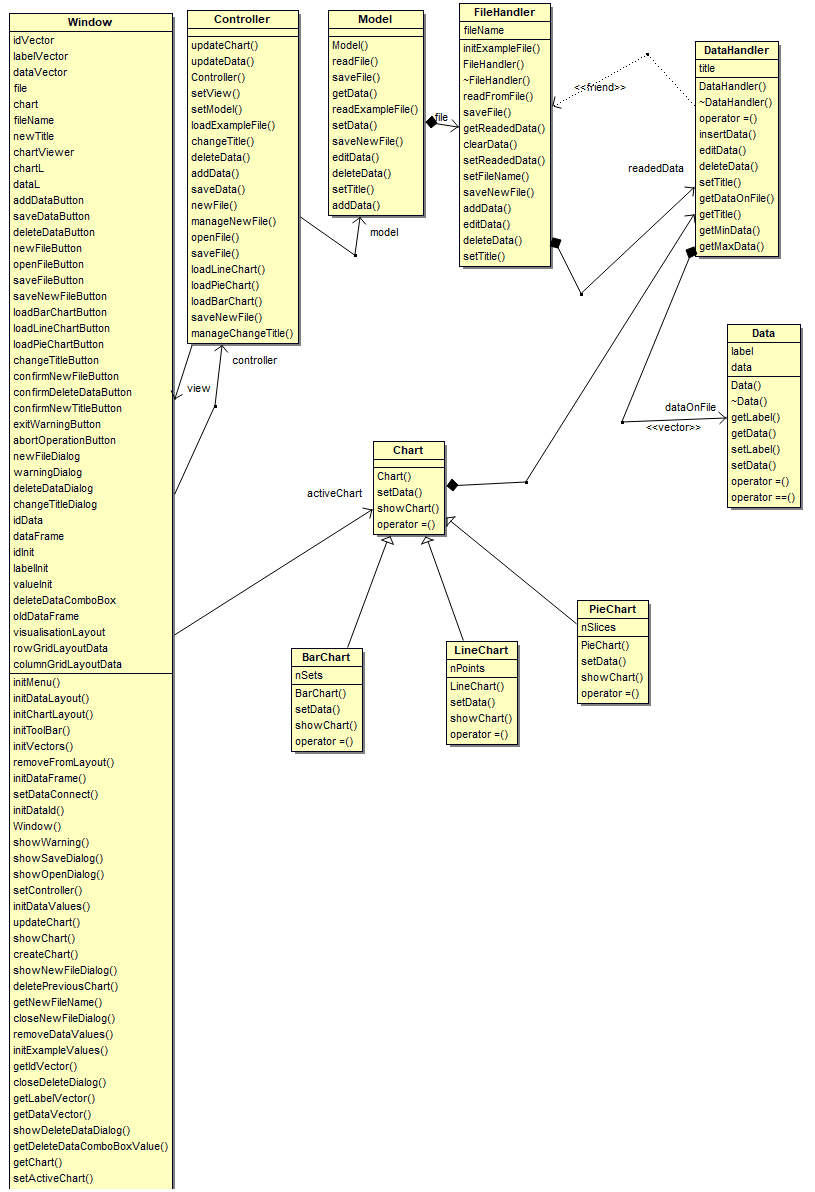 Window
idVector
labelVector
dataVector
file
chart
fileName
newTitle
chartViewer
chartL
dataL
addDataButton
saveDataButton
deleteDataButton
newFileButton
openFileButton
saveFileButton
saveNewFileButton
loadBarChartButton
loadLineChartButton
loadPieChartButton
changeTitleButton
confirmNewFileButton
confirmDeleteDataButton
confirmNewTitleButton
exitWarningButton
abortOperationButton
newFileDialog
warningDialog
deleteDataDialog
changeTitleDialog
idData
dataFrame
idInit
labelInit
valueInit
deleteDataComboBox
oldDataFrame
visualisationLayout
rowGridLayoutData
columnGridLayoutData
initMenu()
initDataLayout()
initChartLayout()
initToolBar()
initVectors()
removeFromLayout()
initDataFrame()
setDataConnect()
initDataId()
Window()
showWarning()
showSaveDialog()
showOpenDialog()
setController()
initDataValues()
updateChart()
showChart()
createChart()
showNewFileDialog()
deletePreviousChart()
getNewFileName()
closeNewFileDialog()
removeDataValues()
initExampleValues()
getIdVector()
closeDeleteDialog()
getLabelVector()
getDataVector()
showDeleteDataDialog()
getDeleteDataComboBoxValue()
getChart()
setActiveChart()
Controller
updateChart()
updateData()
Controller()
setView()
setModel()
loadExampleFile()
changeTitle()
deleteData()
addData()
saveData()
newFile()
manageNewFile()
openFile()
saveFile()
loadLineChart()
loadPieChart()
loadBarChart()
saveNewFile()
manageChangeTitle()
controller
view
Model
Model()
readFile()
saveFile()
getData()
readExampleFile()
setData()
saveNewFile()
editData()
deleteData()
setTitle()
addData()
model
file
FileHandler
fileName
initExampleFile()
FileHandler()
~FileHandler()
readFromFile()
saveFile()
getReadedData()
clearData()
setReadedData()
setFileName()
saveNewFile()
addData()
editData()
deleteData()
setTitle()
<<friend>>
readedData
DataHandler
title
DataHandler()
~DataHandler()
operator =()
insertData()
editData()
deleteData()
setTitle()
getDataOnFile()
getTitle()
getMinData()
getMaxData()
dataOnFile
<<vector>>
Data
label
data
Data()
~Data()
getLabel()
getData()
setLabel()
setData()
operator =()
operator ==()
activeChart
Chart
Chart()
setData()
showChart()
operator =()
BarChart
nSets
BarChart()
setData()
showChart()
operator =()
LineChart
nPoints
LineChart()
setData()
showChart()
operator =()
PieChart
nSlices
PieChart()
setData()
showChart()
operator =()